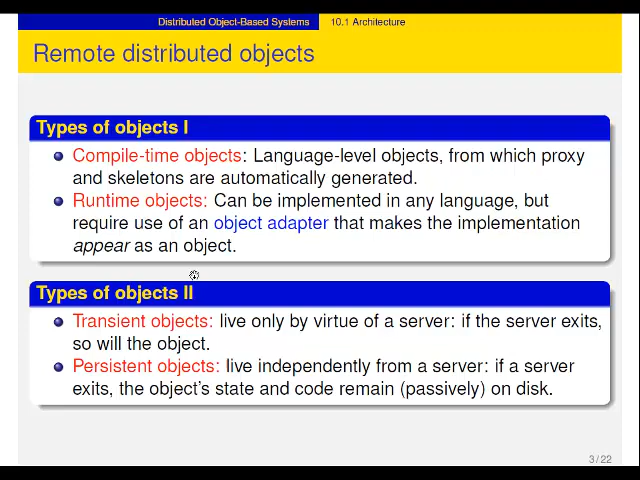 Distributed Object-Based Systems 10.1 Architecture
Remote distributed objects
Types of objects I
Compile-time objects: Language-level objects, from which proxy
and skeletons are automatically generated.
Runtime objects: Can be implemented in any language, but
require use of an object adapter that makes the implementation
appear as an object.
Types of objects II
Transient objects: live only by virtue of a server: if the server exits,
so will the object.
Persistent objects: live independently from a server: if a server
exits, the object's state and code remain (passively) on disk.
3 / 22